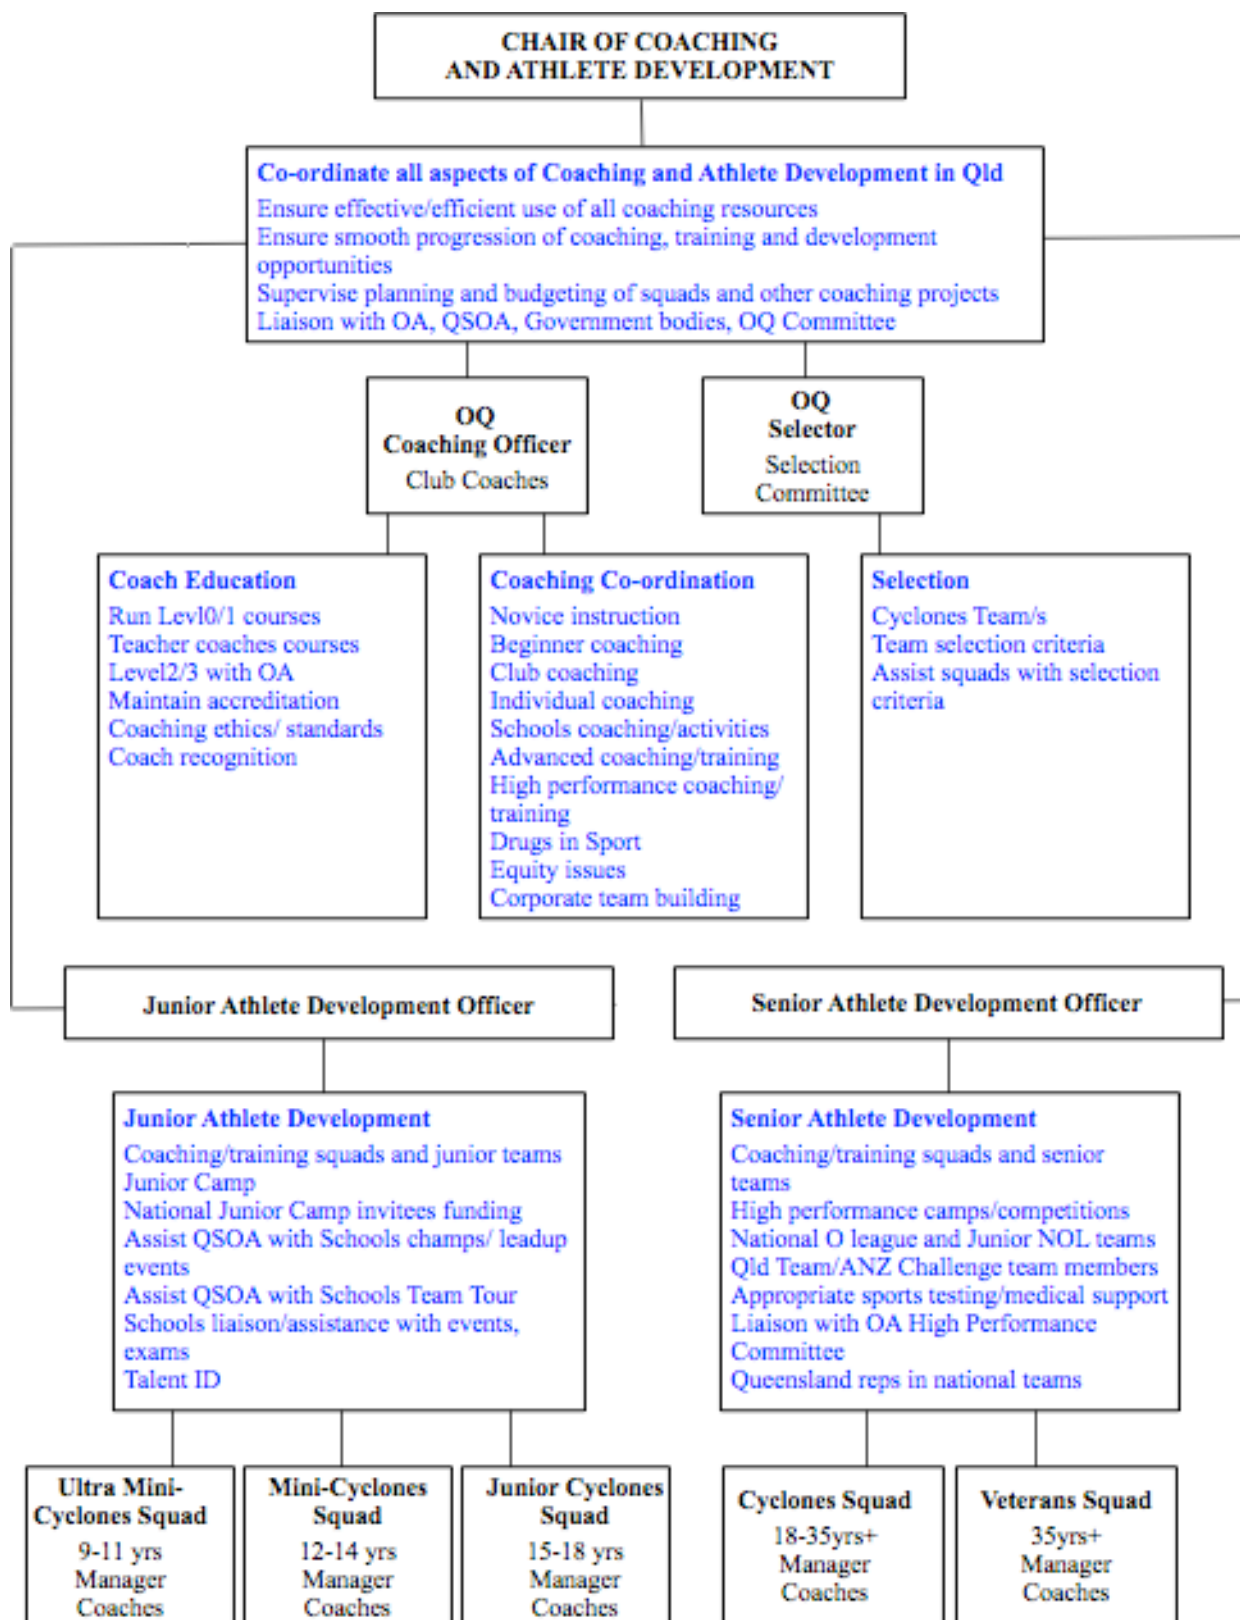 CHAIR OF COACHING
AND ATHLETE DEVELOPMENT
Co-ordinate all aspects of Coaching and Athlete Development in Qld
Ensure effective/efficient use of all coaching resources
Ensure smooth progression of coaching, training and development
opportunities
Supervise planning and budgeting of squads and other coaching projects
Liaison with OA, QSOA, Government bodies, OQ Committee
OQ
Coaching Officer
Club Coaches
OQ
Selector
Selection
Committee
Coach Education
Run Levl0/1 courses
Teacher coaches courses
Level2/3 with OA
Maintain accreditation
Coaching ethics/ standards
Coach recognition
Coaching Co-ordination
Novice instruction
Beginner coaching
Club coaching
Individual coaching
Schools coaching/activities
Advanced coaching/training
High performance coaching/
training
Drugs in Sport
Equity issues
Corporate team building
Selection
Cyclones Team/s
Team selection criteria
Assist squads with selection
criteria
Junior Athlete Development Officer
Senior Athlete Development Officer
Junior Athlete Development
Coaching/training squads and junior teams
Junior Camp
National Junior Camp invitees funding
Assist QSOA with Schools champs/ leadup
events
Assist QSOA with Schools Team Tour
Schools liaison/assistance with events,
exams
Talent ID
Senior Athlete Development
Coaching/training squads and senior
teams
High performance camps/competitions
National O league and Junior NOL teams
Qld Team/ANZ Challenge team members
Appropriate sports testing/medical support
Liaison with OA High Performance
Committee
Queensland reps in national teams
Ultra Mini-
Cyclones Squad
9-11 yrs
Manager
Coaches
Mini-Cyclones
Squad
12-14 yrs
Manager
Coaches
Junior Cyclones
Squad
15-18 yrs
Manager
Coaches
Cyclones Squad
18-35yrs+
Manager
Coaches
Veterans Squad
35yrs+
Manager
Coaches